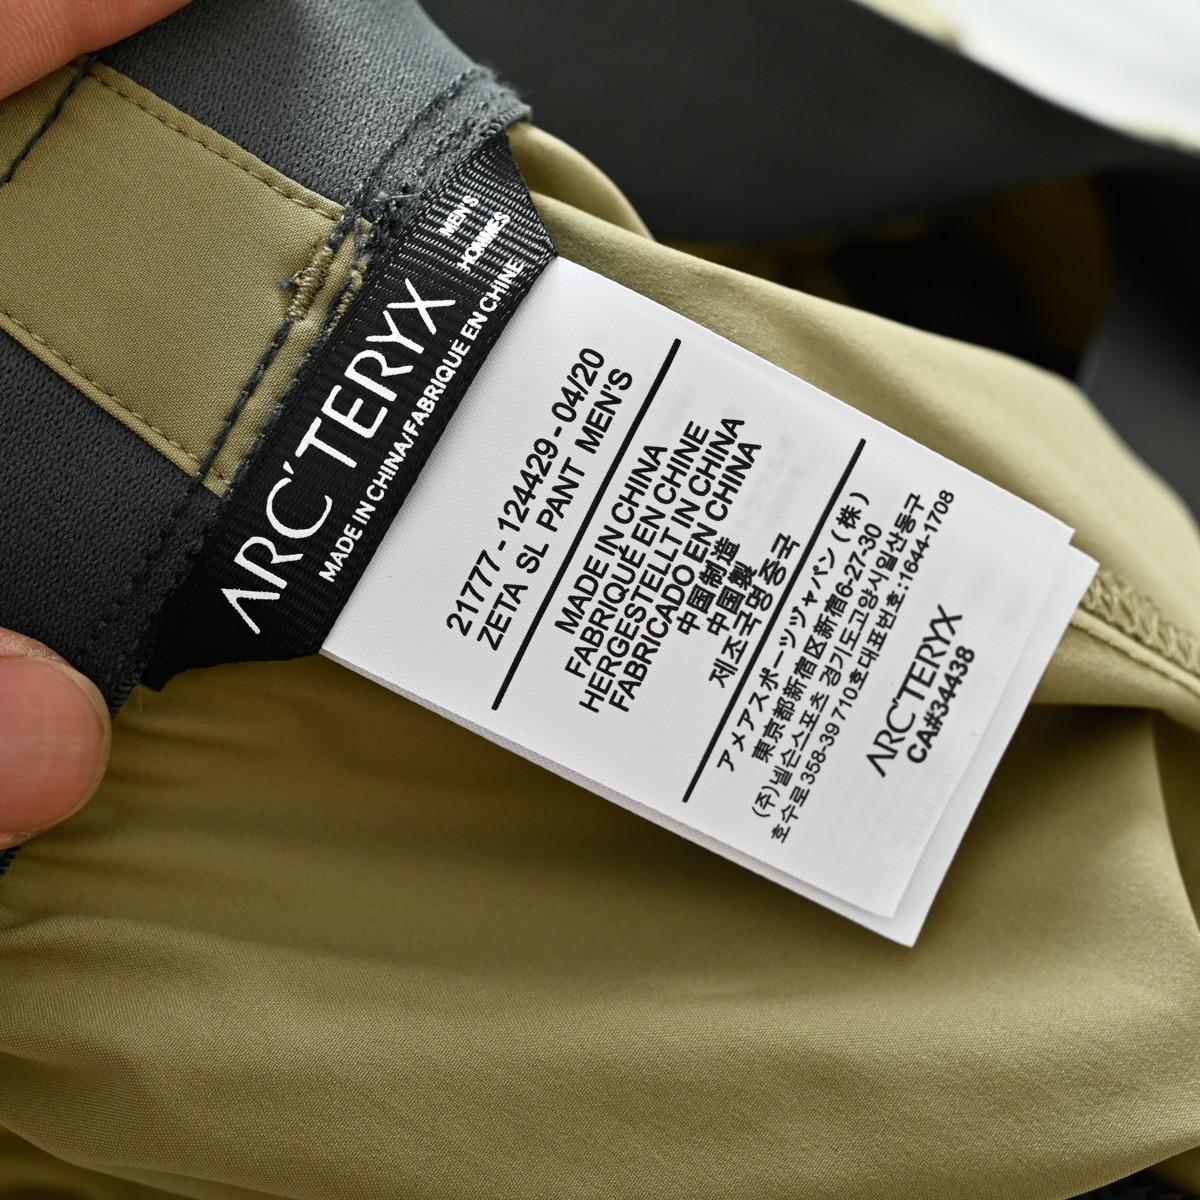 MEN'S
HOMMES
ARC'TERYX
MADE IN CHINA/FABRIQUÉ EN CHINE
21777 - 124429 - 04/20
ZETA SL PANT MEN'S
MADE IN CHINA
FABRIQUÉ EN CHINE
HERGESTELLT IN CHINA
FABRICADO EN CHINA
中国制造
中國製
제조국명중국
アメアスポーツジャパン(株)
東京都新宿区新宿6-27-30
(주)넬슨스포츠 경기도고양시일산동구
호수로 358-39 710호대표번호:1644-1708
ARC'TERYX
CA#34438